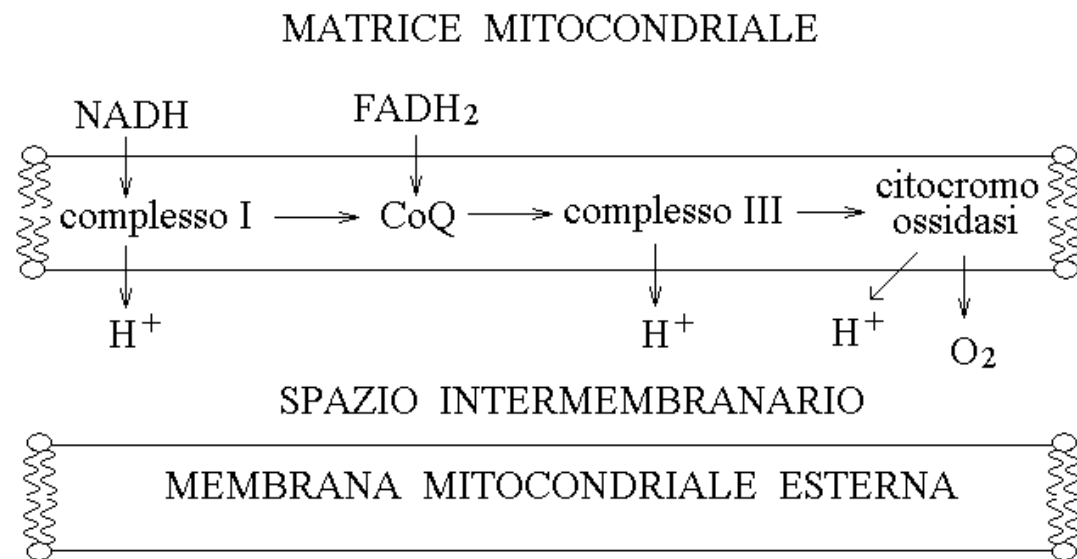 MATRICE MITOCONDRIALE
NADH FADH₂
citocromo
complesso I CoQ complesso III ossidasi
H⁺ H⁺ H⁺ O₂
SPAZIO INTERMEMBRANARIO
MEMBRANA MITOCONDRIALE ESTERNA